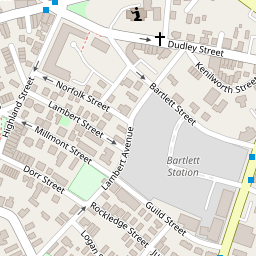 Dudley Street
Kenilworth Street
Highland Street
Norfolk Street
Bartlett Street
Lambert Street
Millmont Street
Lambert Avenue
Bartlett
Station
Dorr Street
Rockledge Street
Guild Street
Logan